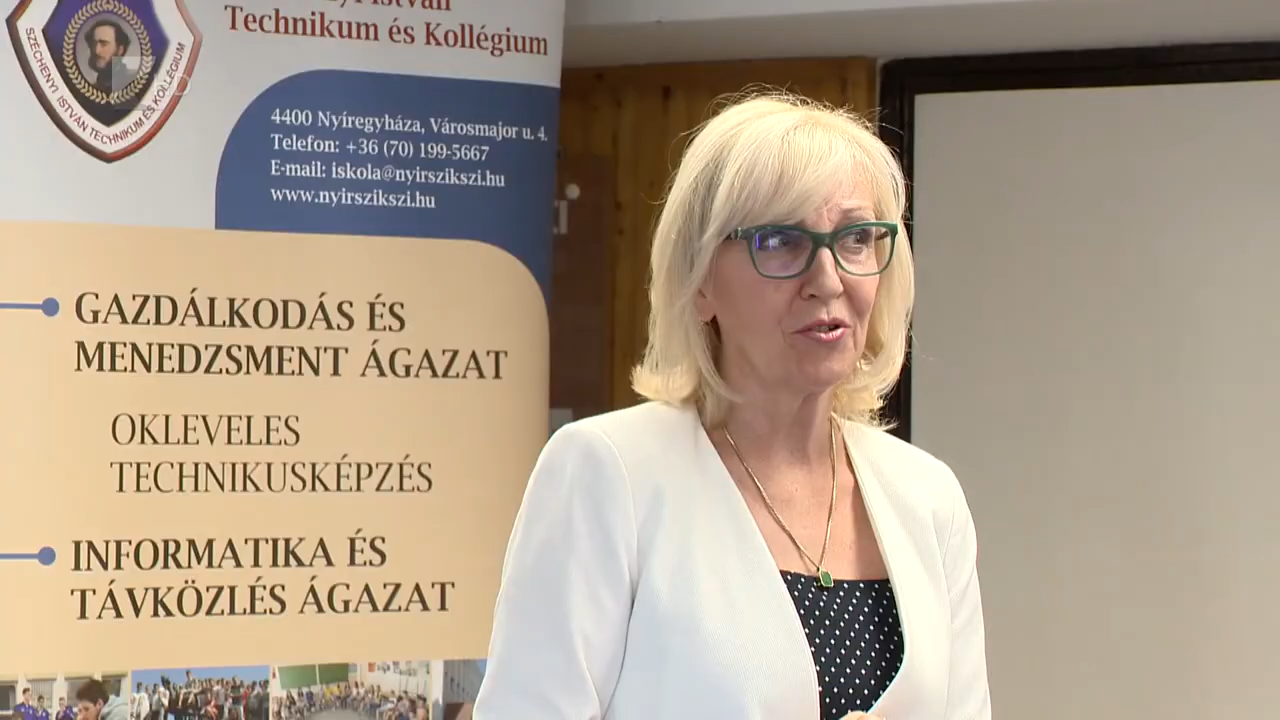 István
Technikum és Kollégium
SZÉCHENYI ISTVÁN TECHNIKUM ÉS KOLLÉGIUM
4400 Nyíregyháza, Városmajor u. 4.
Telefon: +36 (70) 199-5667
E-mail: iskola@nyirszikszi.hu
www.nyirszikszi.hu
GAZDÁLKODÁS ÉS
MENEDZSMENT ÁGAZAT
OKLEVELES
TECHNIKUSKÉPZÉS
INFORMATIKA ÉS
TÁVKÖZLÉS ÁGAZAT